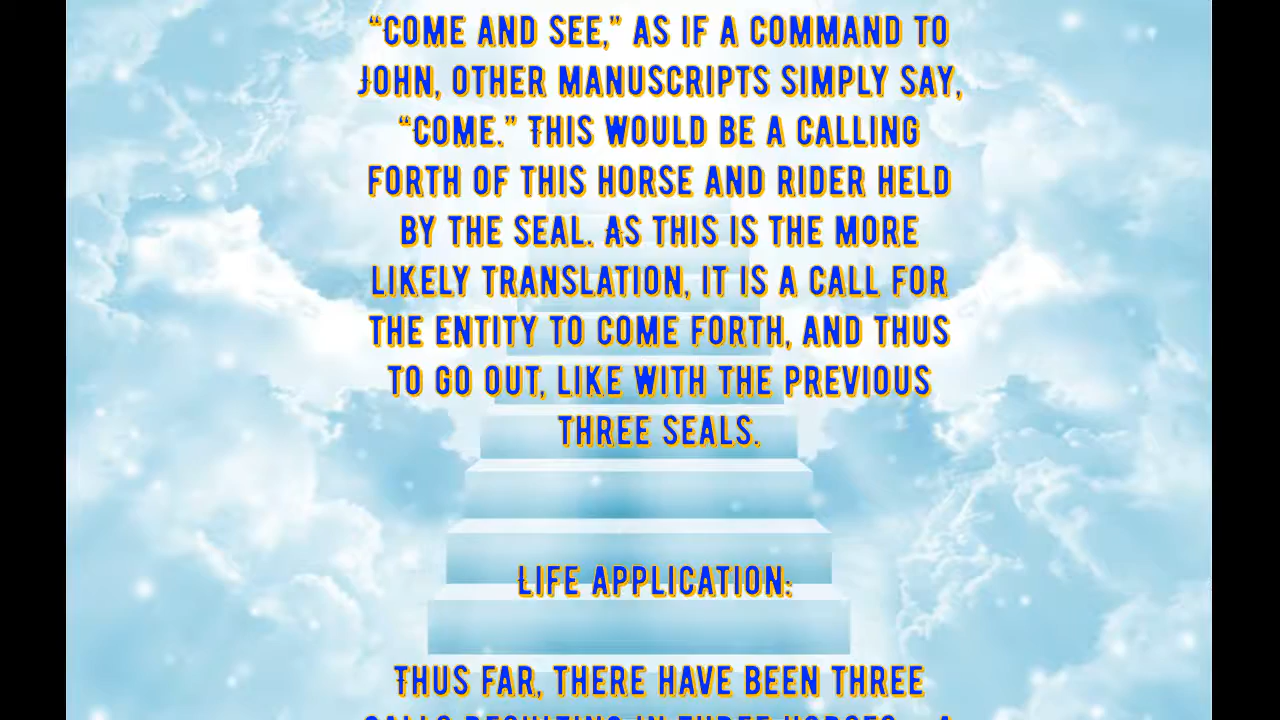 “COME AND SEE,” AS IF A COMMAND TO
JOHN, OTHER MANUSCRIPTS SIMPLY SAY,
“COME.” THIS WOULD BE A CALLING
FORTH OF THIS HORSE AND RIDER HELD
BY THE SEAL. AS THIS IS THE MORE
LIKELY TRANSLATION, IT IS A CALL FOR
THE ENTITY TO COME FORTH, AND THUS
TO GO OUT, LIKE WITH THE PREVIOUS
THREE SEALS.
LIFE APPLICATION:
THUS FAR, THERE HAVE BEEN THREE